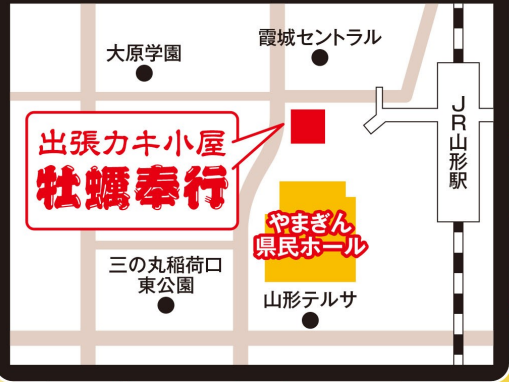 霞城セントラル
大原学園
出張カキ小屋
牡蠣奉行
JR山形駅
やまぎん
県民ホール
三の丸稲荷口
東公園
山形テルサ